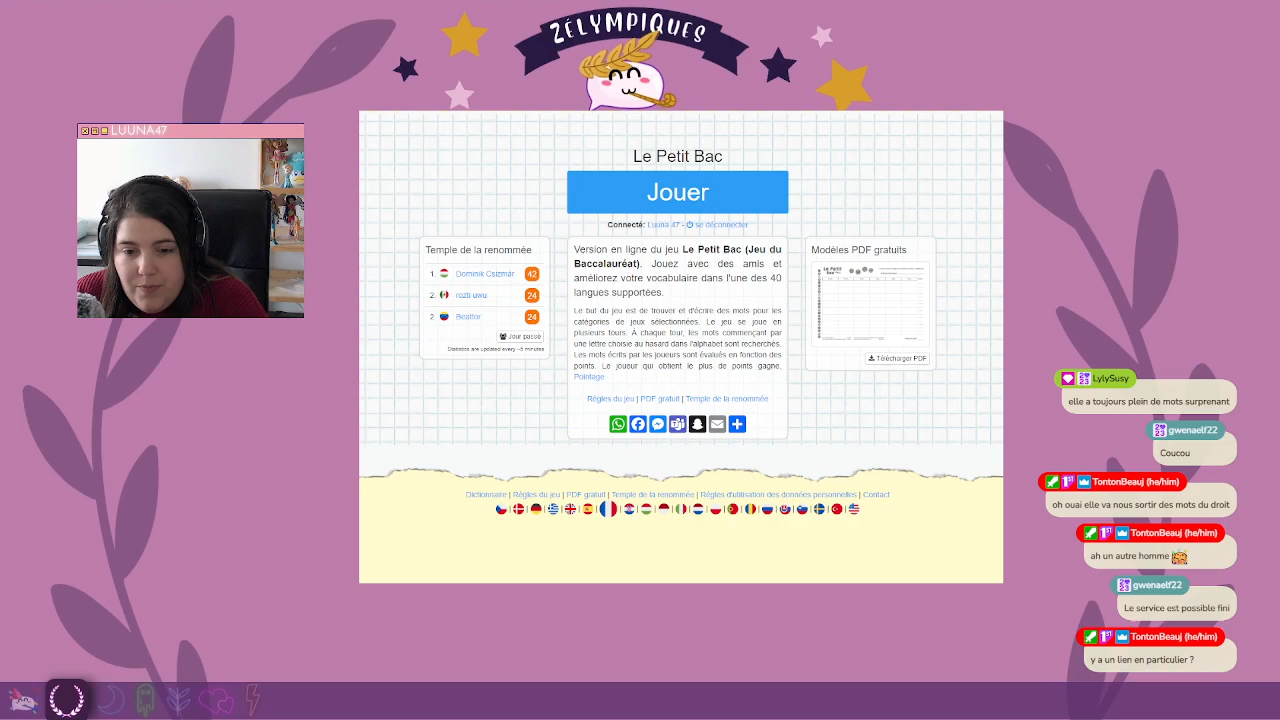 ZÉLYMPIQUES
LUUNA47
Le Petit Bac
Jouer
Connecté: Luuna 47 - se déconnecter
Temple de la renommée
1. Dominik Csizmár 42
2. rozti uwu 24
2. Beattor 24
Jour passé
Statistics are updated every ~5 minutes
Version en ligne du jeu Le Petit Bac (Jeu du
Baccalauréat). Jouez avec des amis et
améliorez votre vocabulaire dans l'une des 40
langues supportées.
Le but du jeu est de trouver et d'écrire des mots pour les
catégories de jeux sélectionnées. Le jeu se joue en
plusieurs tours. À chaque tour, les mots commençant par
une lettre choisie au hasard dans l'alphabet sont recherchés.
Les mots écrits par les joueurs sont évalués en fonction des
points. Le joueur qui obtient le plus de points gagne.
Pointage
Règles du jeu | PDF gratuit | Temple de la renommée
Modèles PDF gratuits
Le Petit
Bac
Télécharger PDF
Dictionnaire | Règles du jeu | PDF gratuit | Temple de la renommée | Règles d'utilisation des données personnelles | Contact
LylySusy
elle a toujours plein de mots surprenant
gwenaelf22
Coucou
TontonBeauj (he/him)
oh ouai elle va nous sortir des mots du droit
TontonBeauj (he/him)
ah un autre homme
gwenaelf22
Le service est possible fini
TontonBeauj (he/him)
y a un lien en particulier ?